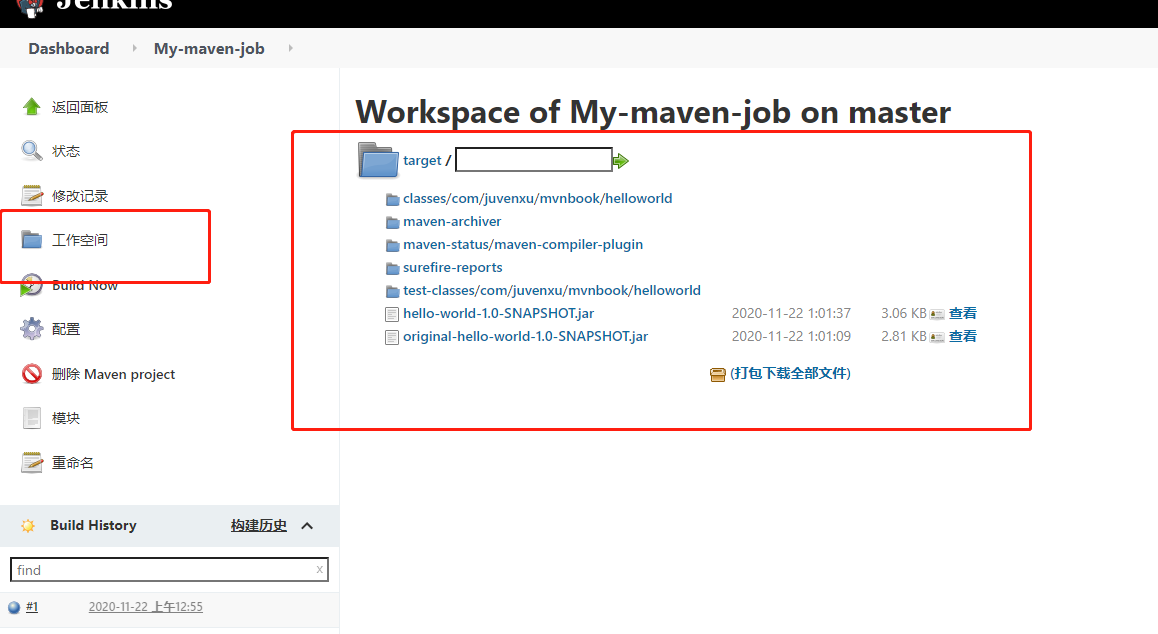 Jenkins
Dashboard My-maven-job
返回面板
状态
修改记录
工作空间
Build Now
配置
删除 Maven project
模块
重命名
Build History 构建历史
find x
#1 2020-11-22 上午12:55
Workspace of My-maven-job on master
target /
classes/com/juvenxu/mvnbook/helloworld
maven-archiver
maven-status/maven-compiler-plugin
surefire-reports
test-classes/com/juvenxu/mvnbook/helloworld
hello-world-1.0-SNAPSHOT.jar 2020-11-22 1:01:37 3.06 KB 查看
original-hello-world-1.0-SNAPSHOT.jar 2020-11-22 1:01:09 2.81 KB 查看
(打包下载全部文件)